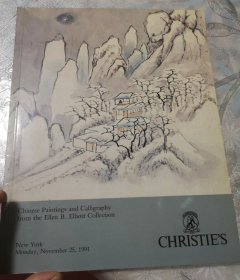 Chinese Paintings and Calligraphy
from the Ellen B. Elliott Collection
New York
Monday, November 25, 1991
CHRISTIE'S